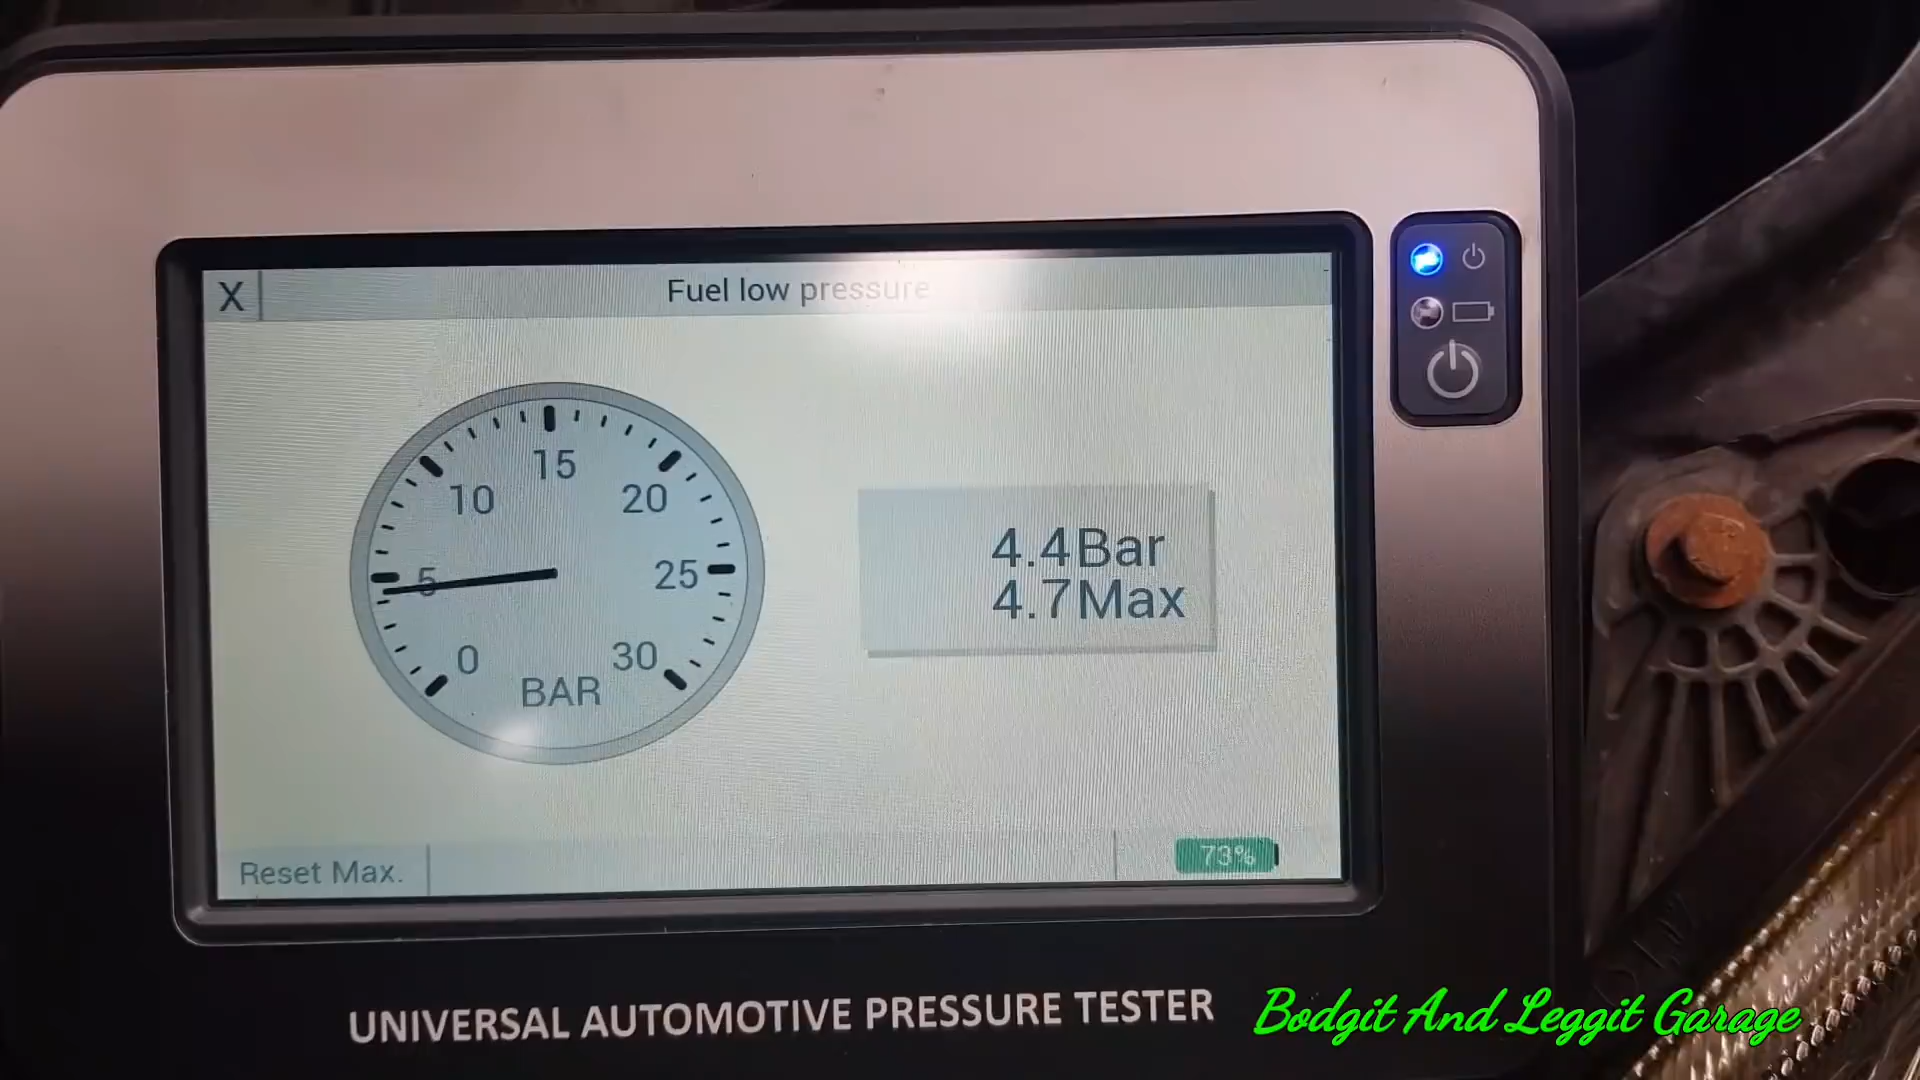 X
Fuel low pressure
15
10
20
5
25
0
30
BAR
4.4Bar
4.7Max
Reset Max.
73%
UNIVERSAL AUTOMOTIVE PRESSURE TESTER
Bodgit And Leggit Garage